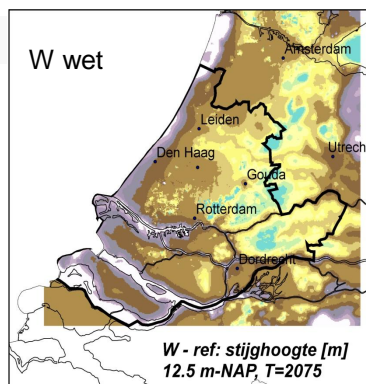 W wet
Amsterdam
Leiden
Den Haag
Utrech
Gouda
Rotterdam
Dordrecht
W - ref: stijghoogte [m]
12.5 m-NAP, T=2075